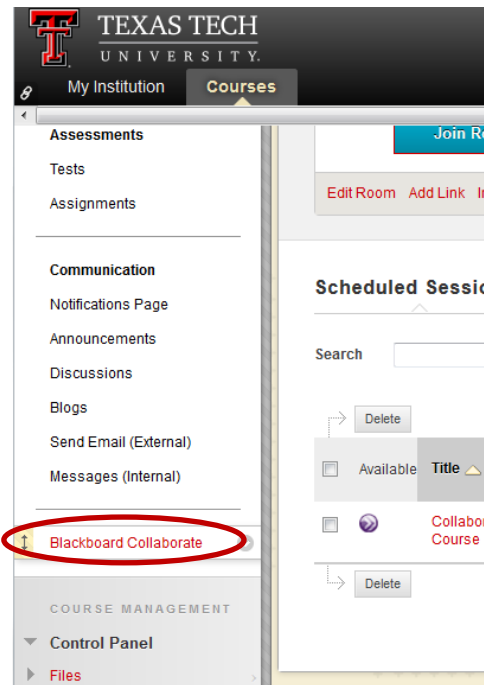 TEXAS TECH
UNIVERSITY.
My Institution
Courses
Assessments
Tests
Assignments
Communication
Notifications Page
Announcements
Discussions
Blogs
Send Email (External)
Messages (Internal)
Blackboard Collaborate
COURSE MANAGEMENT
Control Panel
Files
Join
Edit Room Add Link
Scheduled
Search
Delete
Available Title
Course
Delete